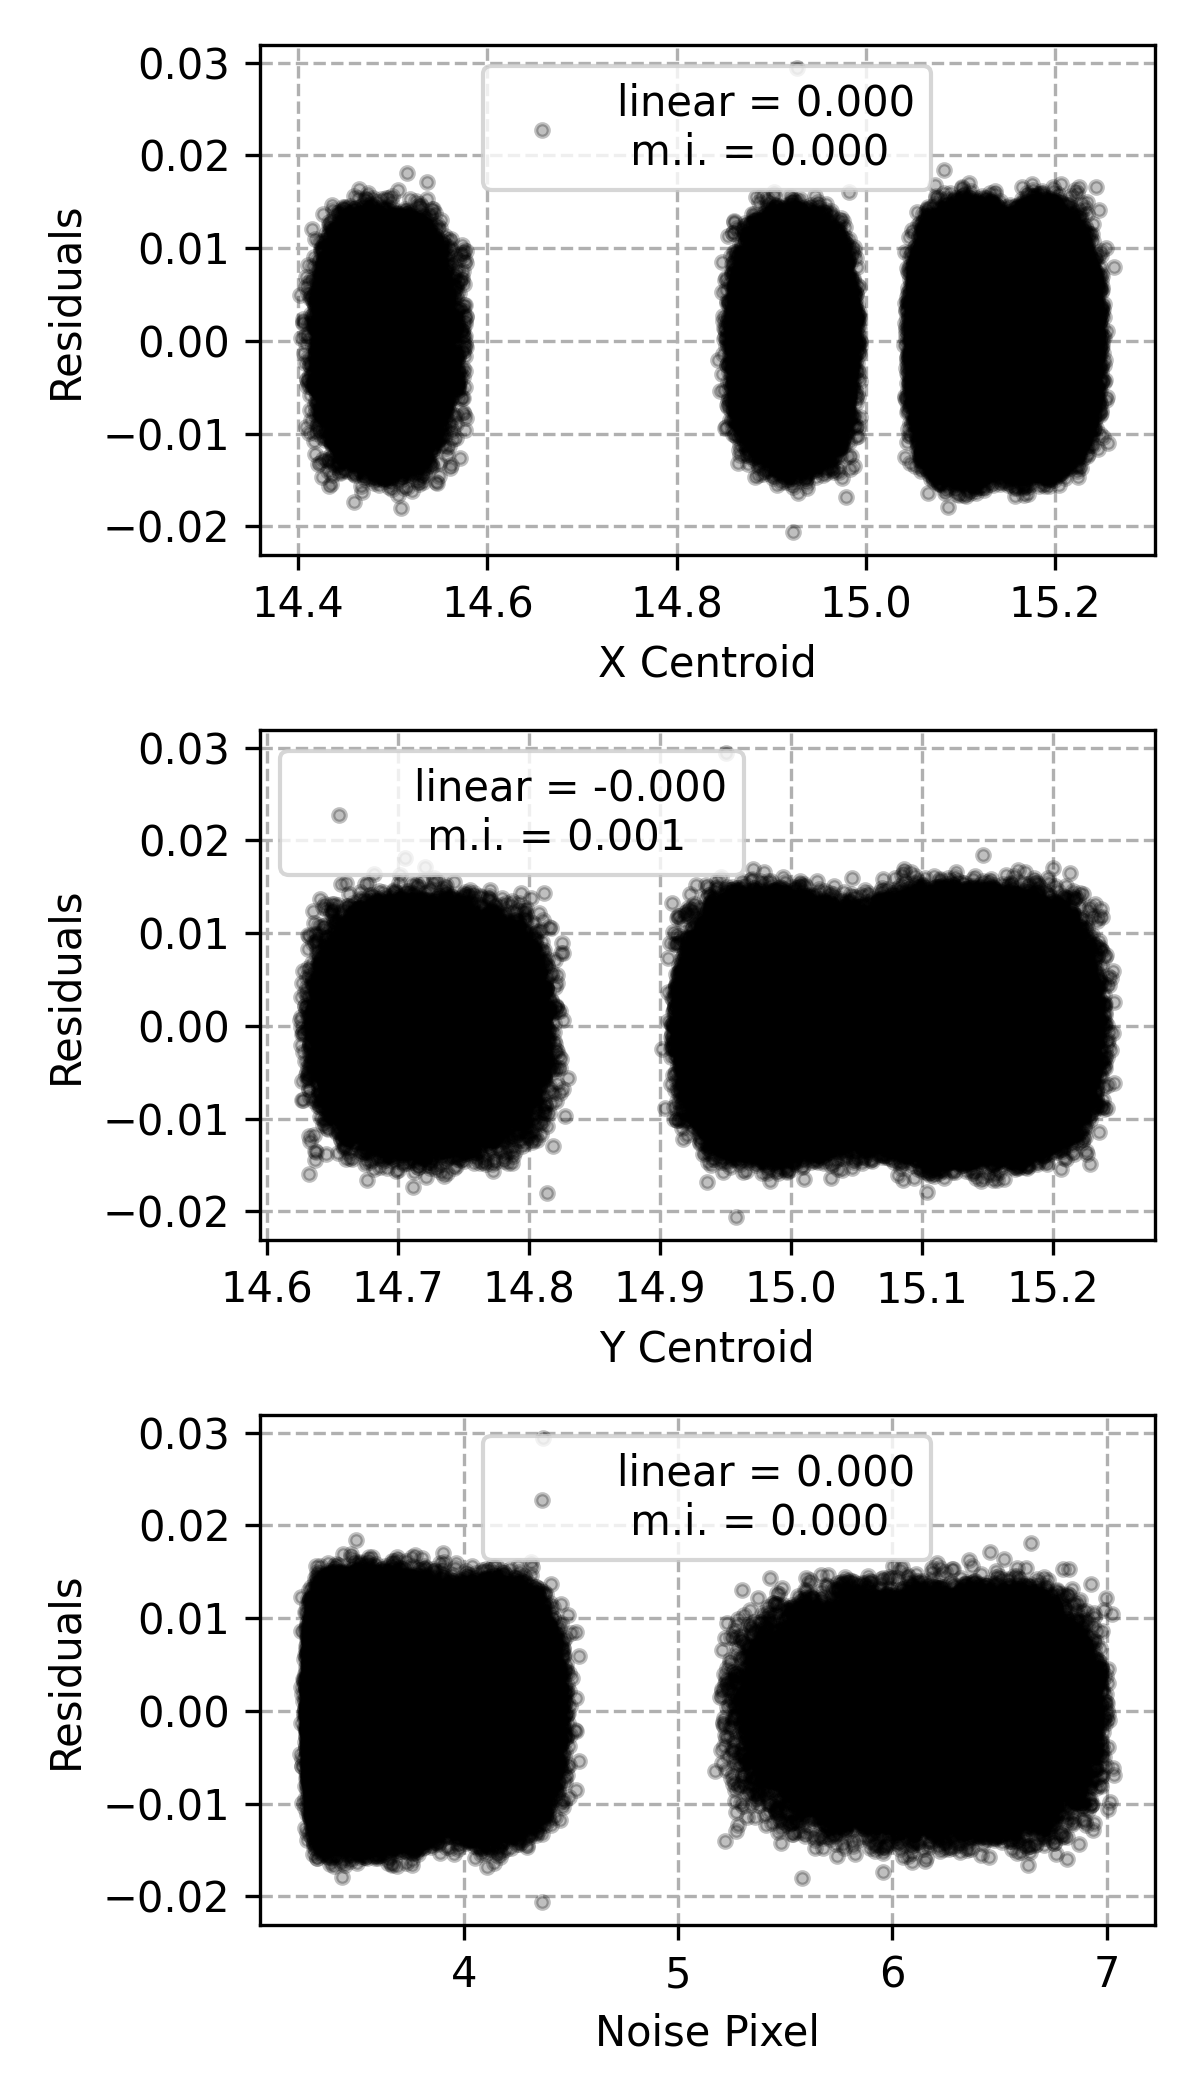 0.03
0.02
0.01
0.00
−0.01
−0.02
Residuals
linear = 0.000
m.i. = 0.000
14.4 14.6 14.8 15.0 15.2
X Centroid
0.03
0.02
0.01
0.00
−0.01
−0.02
Residuals
linear = -0.000
m.i. = 0.001
14.6 14.7 14.8 14.9 15.0 15.1 15.2
Y Centroid
0.03
0.02
0.01
0.00
−0.01
−0.02
Residuals
linear = 0.000
m.i. = 0.000
4 5 6 7
Noise Pixel